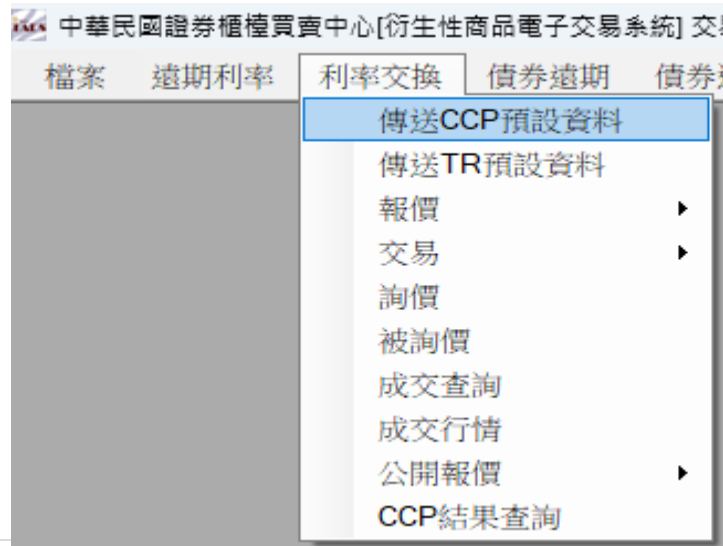 中華民國證券櫃檯買賣中心[衍生性商品電子交易系統] 交
檔案 遠期利率 利率交換 債券遠期 債券
傳送CCP預設資料
傳送TR預設資料
報價
交易
詢價
被詢價
成交查詢
成交行情
公開報價
CCP結果查詢